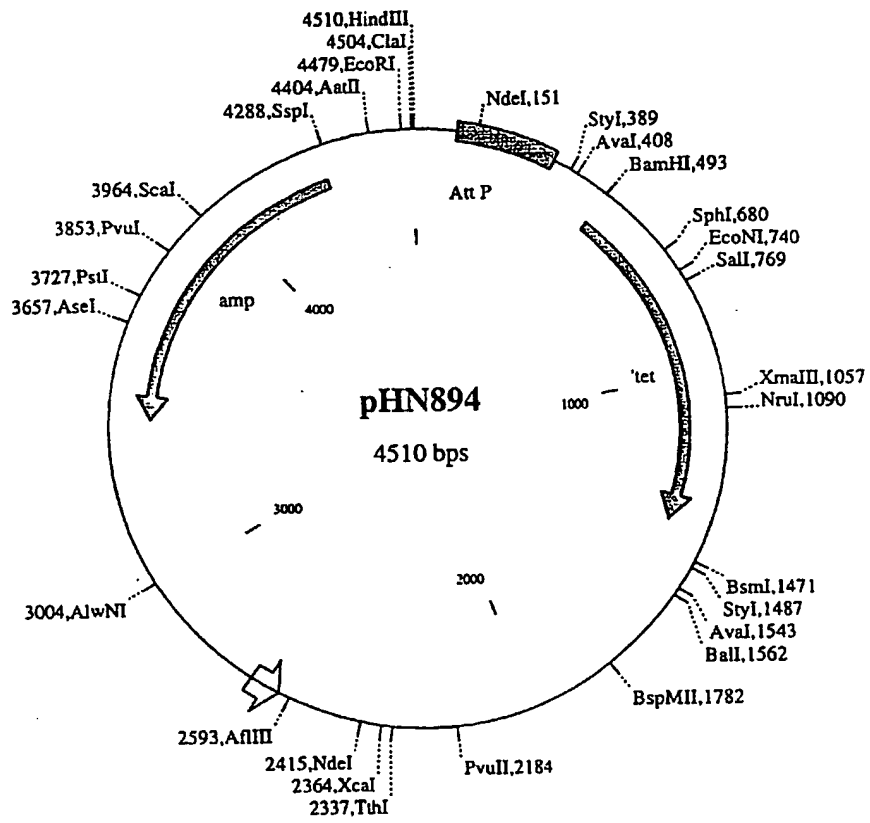 4510,HindIII
4504,ClaI
4479,EcoRI
4404,AatII
4288,SspI
NdeI,151
StyI,389
AvaI,408
BamHI,493
3964,ScaI
3853,PvuI
3727,PstI
3657,AseI
Att P
SphI,680
EcoNI,740
SalI,769
amp
4000
'tet
1000
XmaIII,1057
NruI,1090
pHN894
4510 bps
3000
2000
3004,AlwNI
BsmI,1471
StyI,1487
AvaI,1543
BalI,1562
BspMII,1782
2593,AflIII
2415,NdeI
2364,XcaI
2337,TthI
PvuII,2184